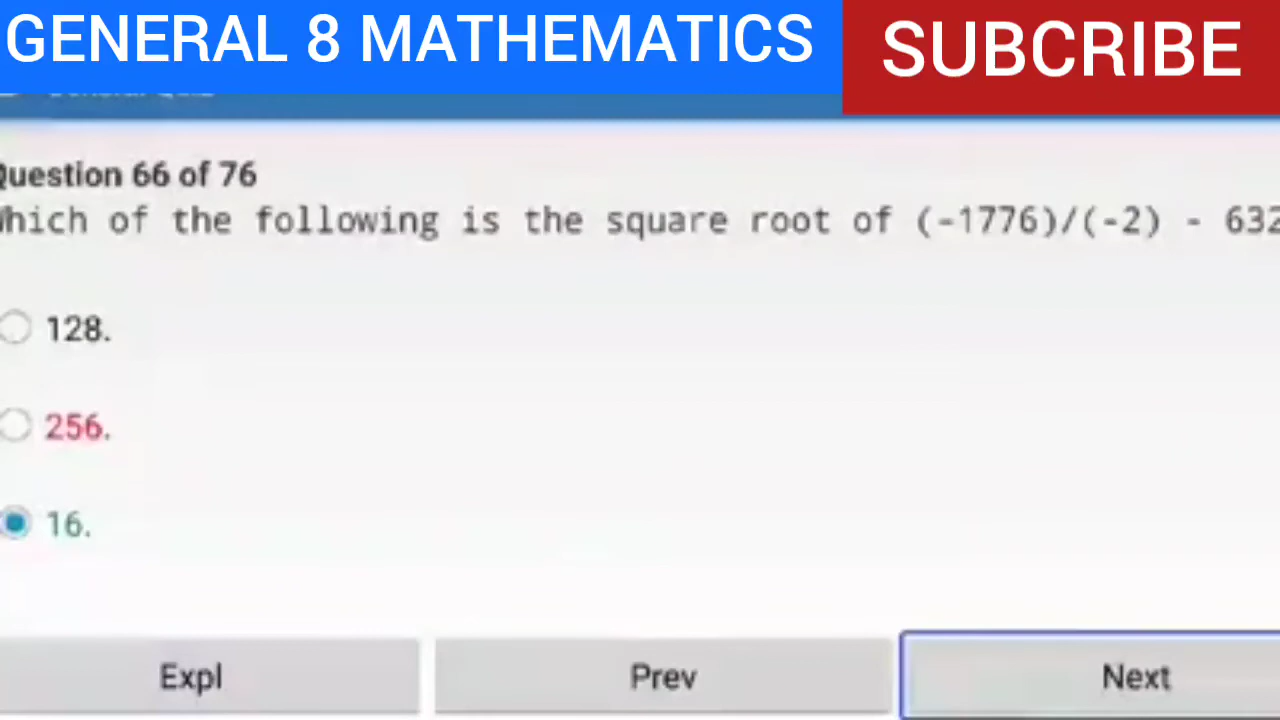 GENERAL 8 MATHEMATICS
SUBCRIBE
Question 66 of 76
Which of the following is the square root of (-1776)/(-2) - 632
128.
256.
16.
Expl
Prev
Next